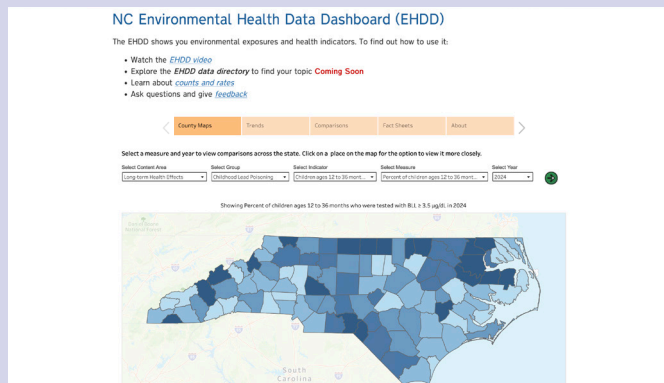 NC Environmental Health Data Dashboard (EHDD)
The EHDD shows you environmental exposures and health indicators. To find out how to use it:
• Watch the EHDD video
• Explore the EHDD data directory to find your topic Coming Soon
• Learn about counts and rates
• Ask questions and give feedback
County Maps Trends Comparisons Fact Sheets About
Select a measure and year to view comparisons across the state. Click on a place on the map for the option to view it more closely.
Select Content Area Select Group Select Indicator Select Measure Select Year
Long-term Health Effects Childhood Lead Poisoning Children ages 12 to 36 mont... Percent of children ages 12 to 36 mont... 2024
Showing Percent of children ages 12 to 36 months who were tested with BLL ≥ 3.5 µg/dL in 2024
South
Carolina